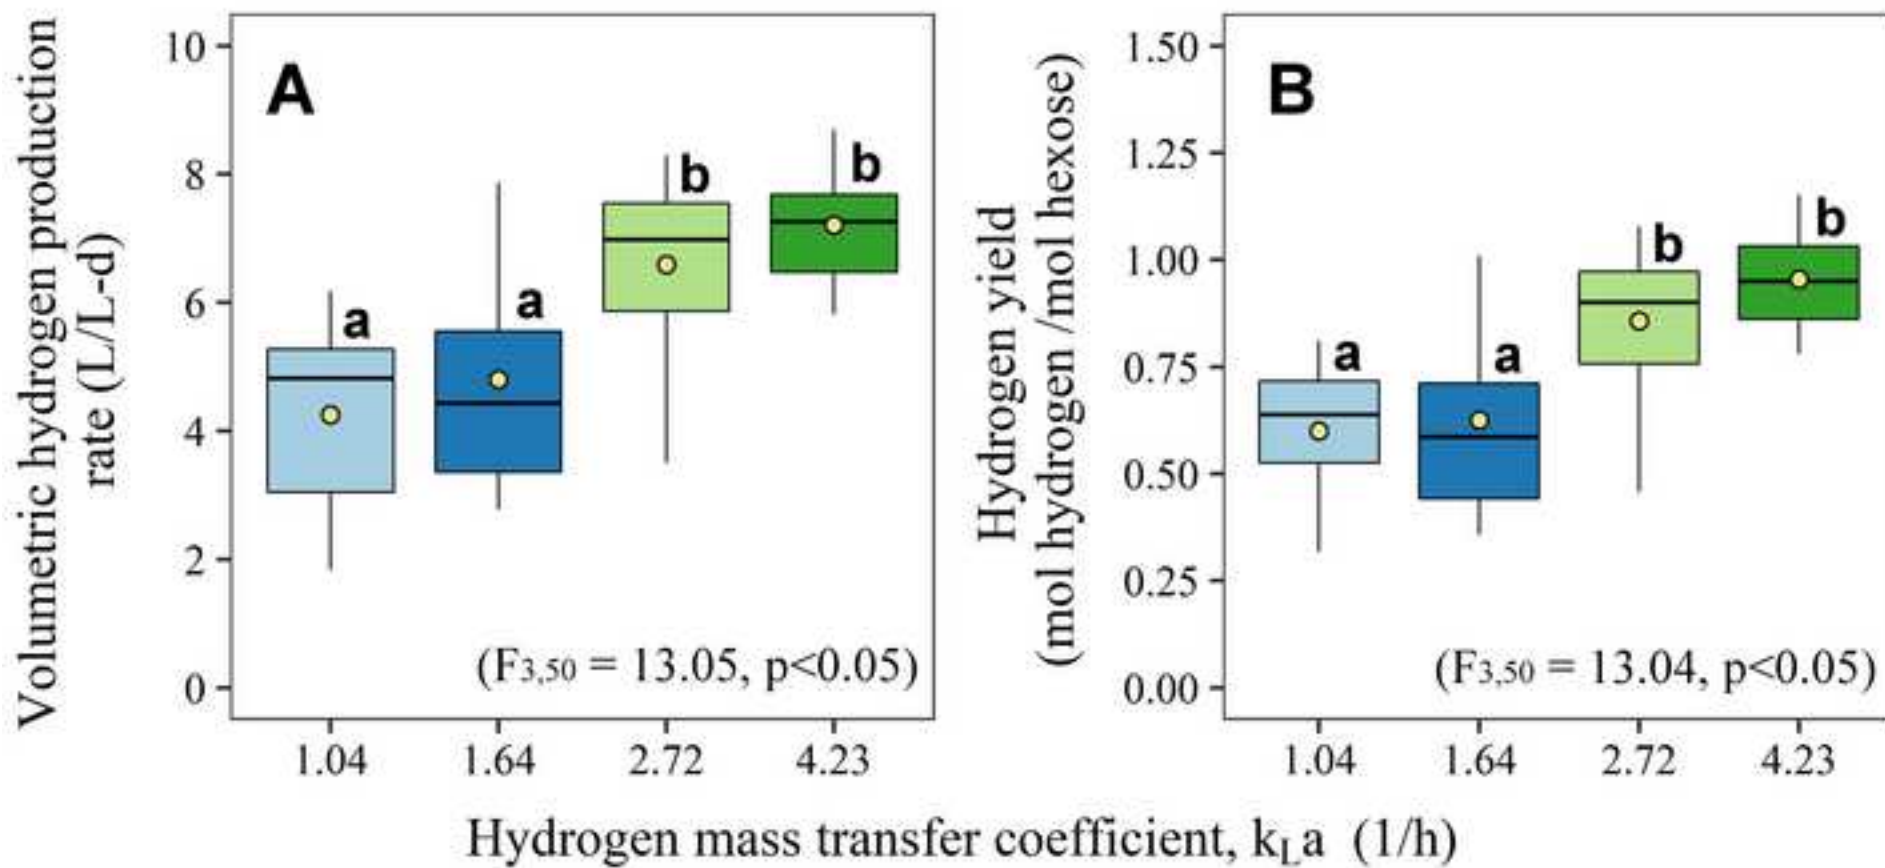 Volumetric hydrogen production
rate (L/L-d)
10
8
6
4
2
0
A
a
a
b
b
(F3,50 = 13.05, p<0.05)
1.04
1.64
2.72
4.23
Hydrogen yield
(mol hydrogen /mol hexose)
1.50
1.25
1.00
0.75
0.50
0.25
0.00
B
a
a
b
b
(F3,50 = 13.04, p<0.05)
1.04
1.64
2.72
4.23
Hydrogen mass transfer coefficient, kLa (1/h)